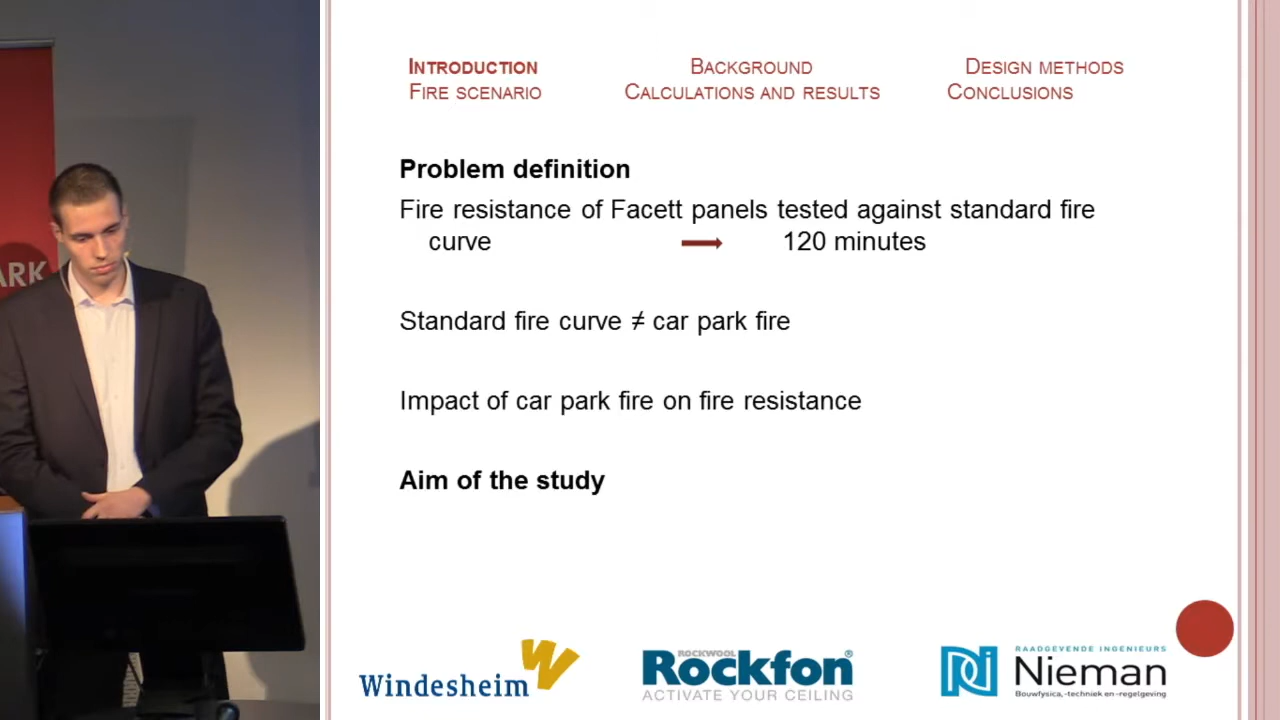 ARK
INTRODUCTION BACKGROUND DESIGN METHODS
FIRE SCENARIO CALCULATIONS AND RESULTS CONCLUSIONS
Problem definition
Fire resistance of Facett panels tested against standard fire
curve 120 minutes
Standard fire curve ≠ car park fire
Impact of car park fire on fire resistance
Aim of the study
Windesheim
ROCKWOOL
Rockfon®
ACTIVATE YOUR CEILING
RAADGEVENDE INGENIEURS
Nieman
Bouwfysica, -techniek en -regelgeving